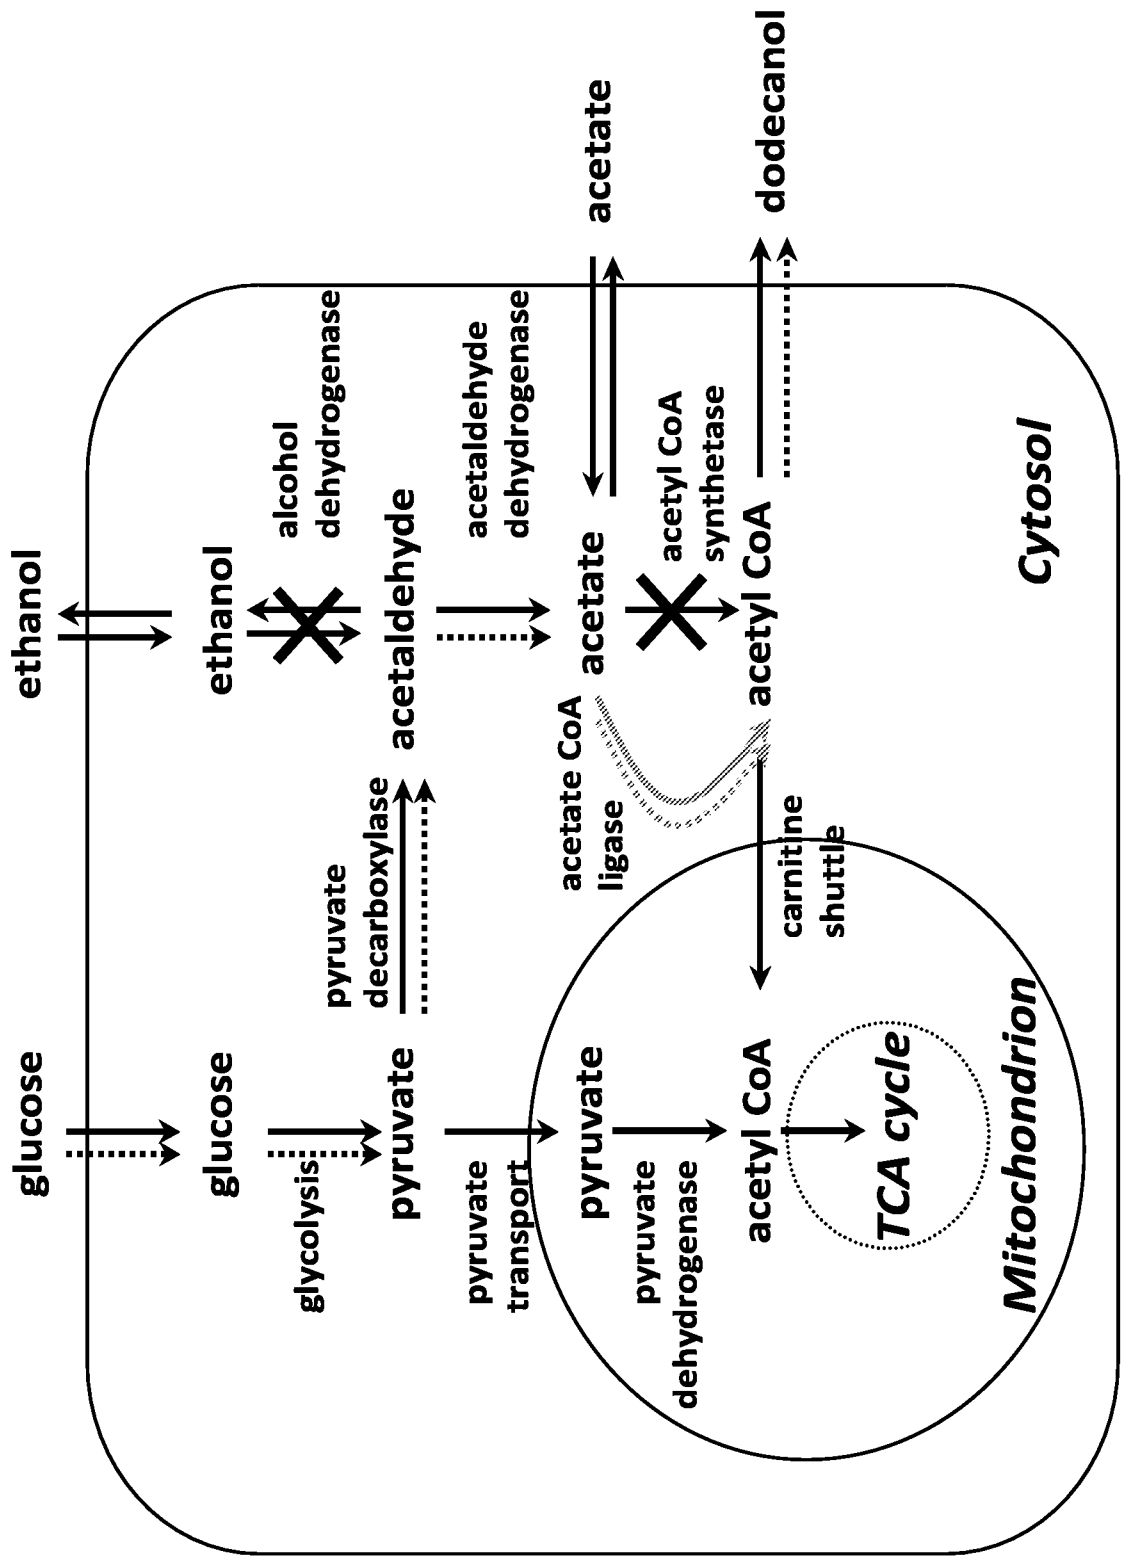 glucose
ethanol
glucose
ethanol
glycolysis
alcohol
dehydrogenase
pyruvate
decarboxylase
pyruvate
acetaldehyde
pyruvate
transport
acetaldehyde
dehydrogenase
pyruvate
acetate CoA
ligase
acetate
acetate
pyruvate
dehydrogenase
acetyl CoA
synthetase
acetyl CoA
carnitine
shuttle
acetyl CoA
dodecanol
TCA cycle
Mitochondrion
Cytosol